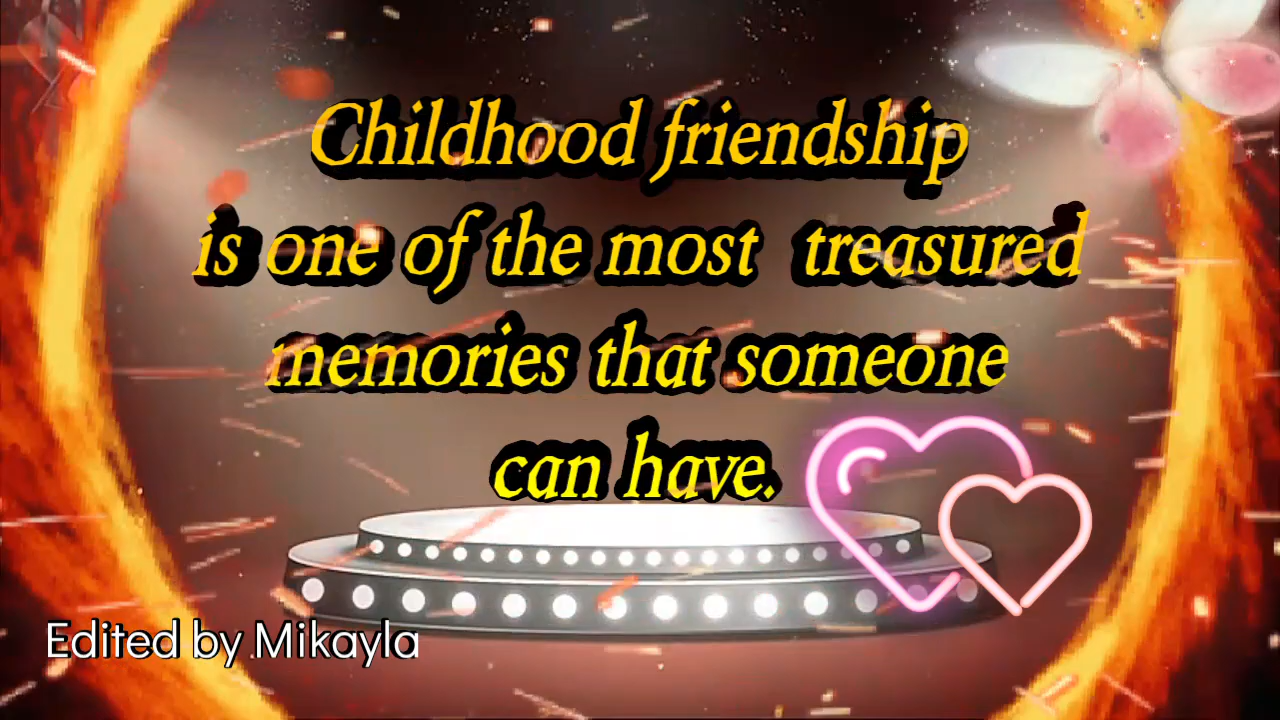 Childhood friendship
is one of the most treasured
memories that someone
can have.
Edited by Mikayla